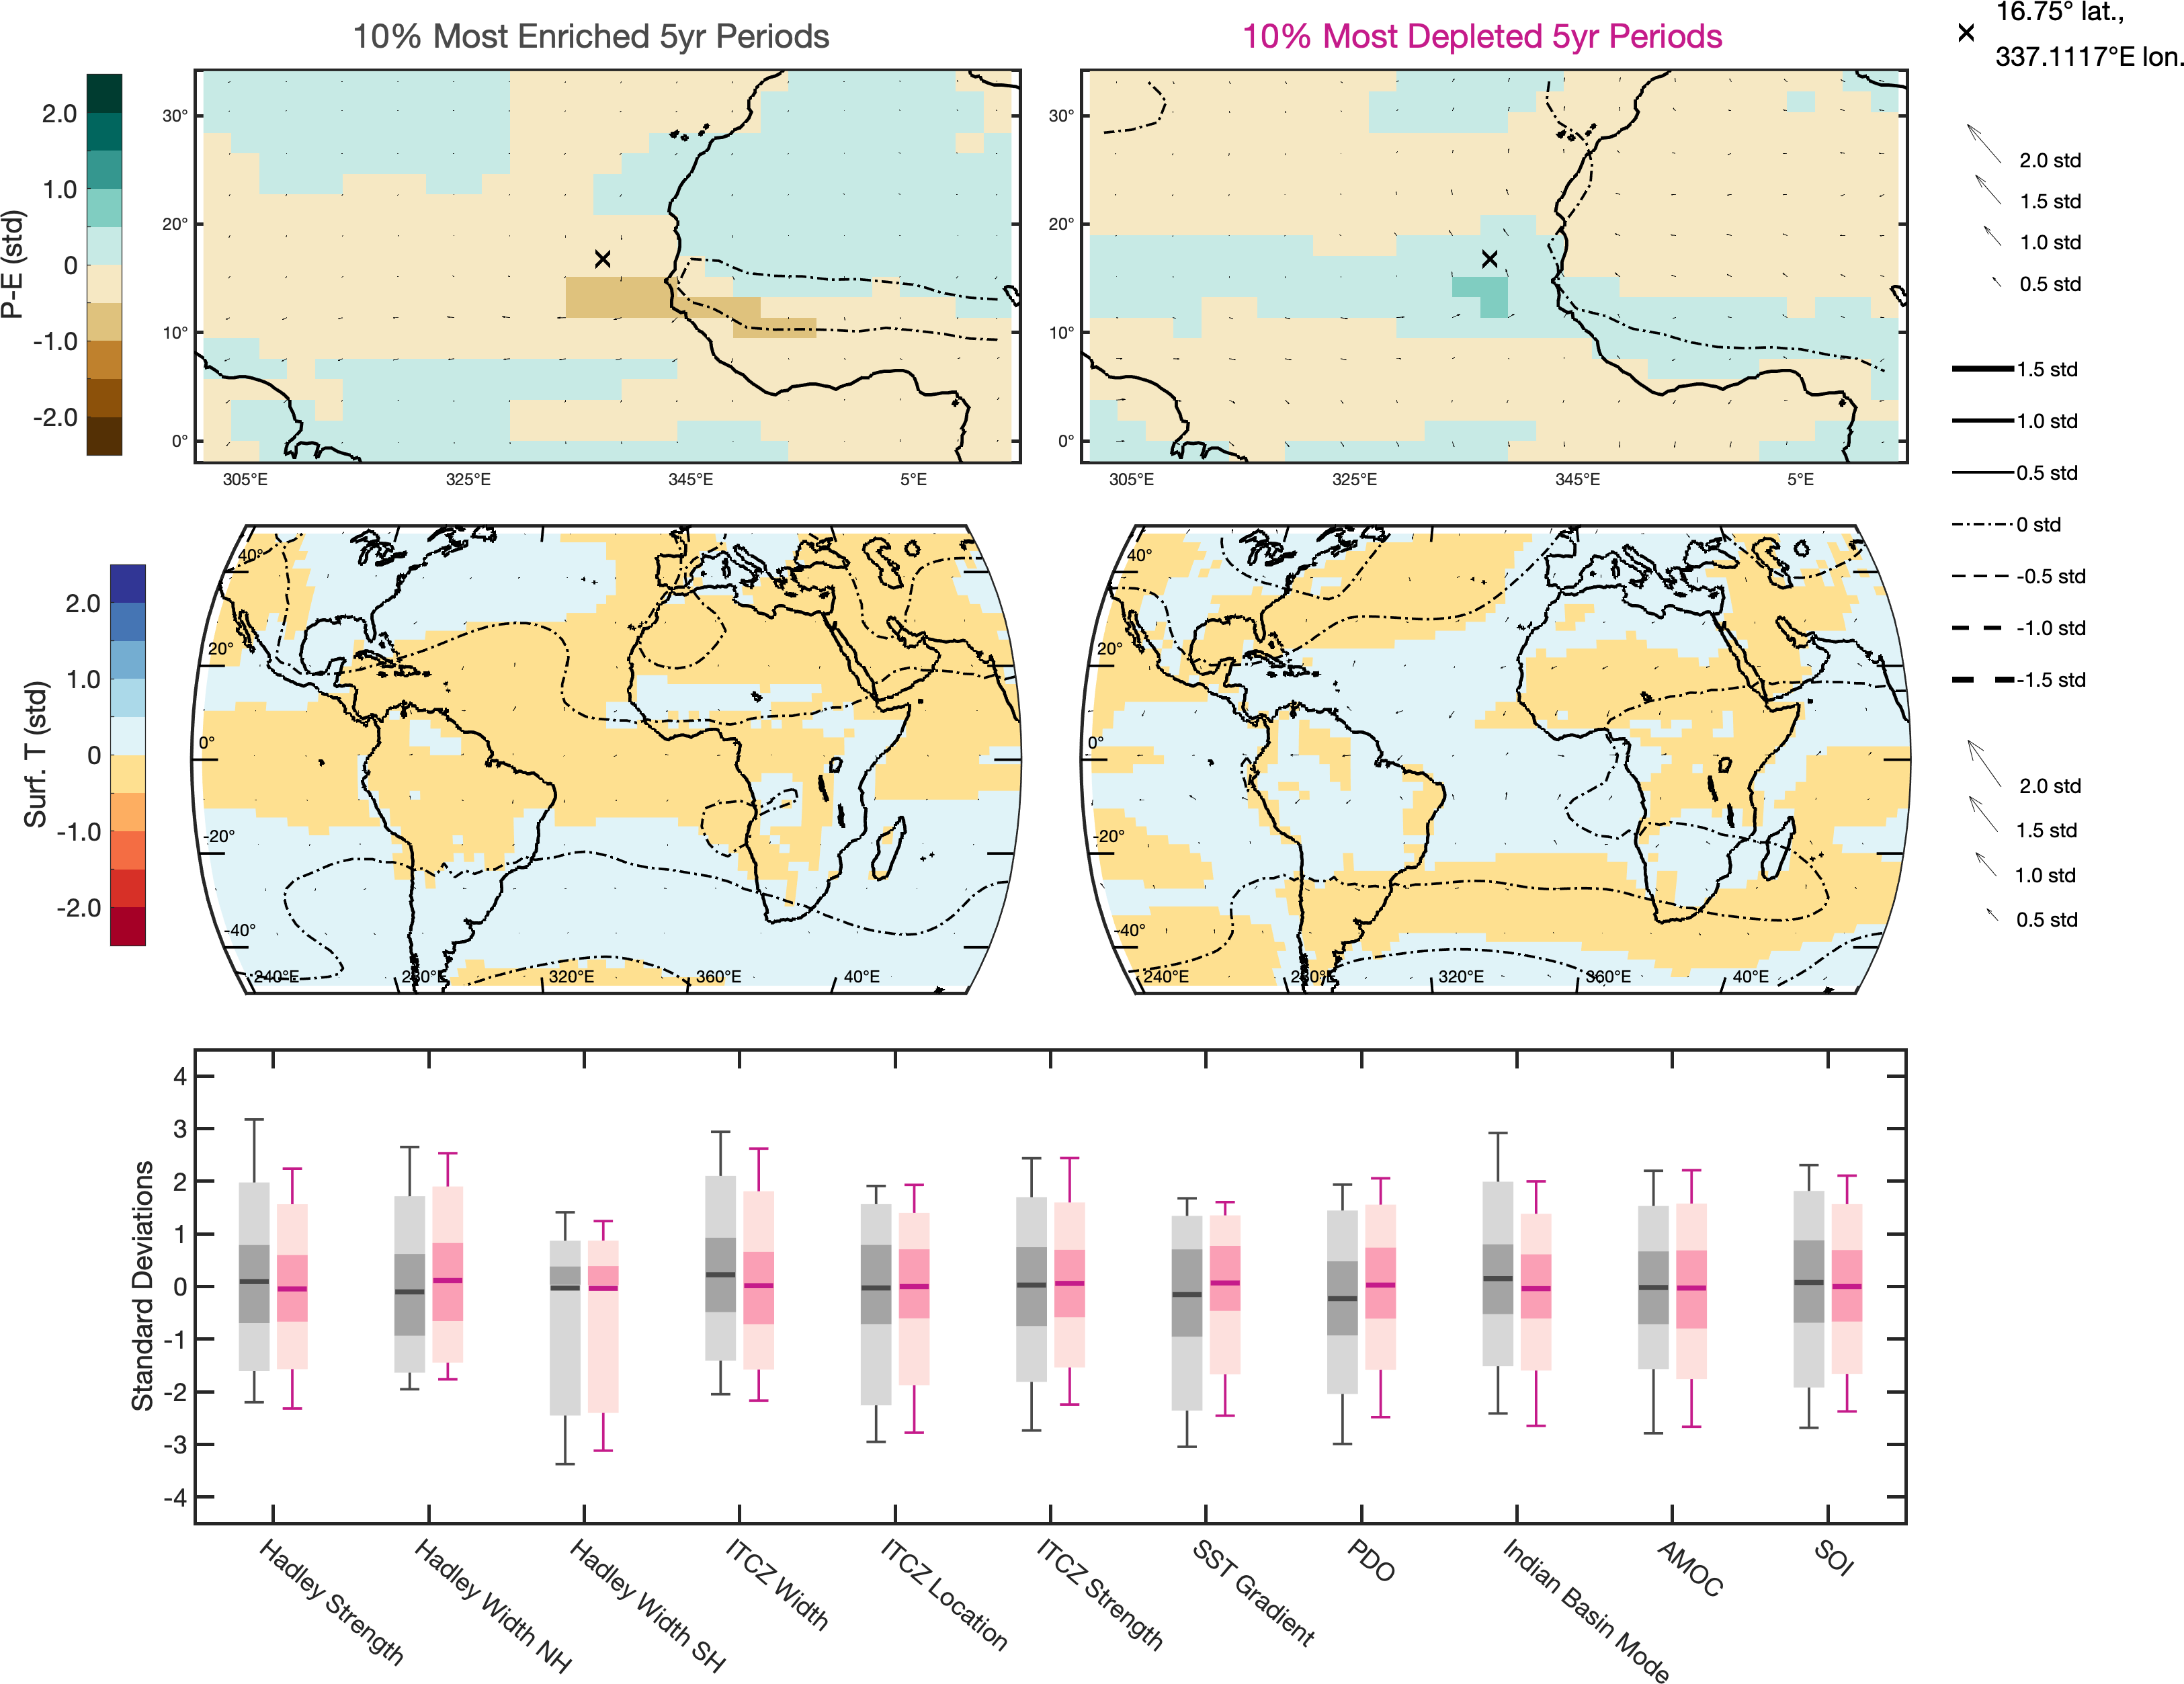 10% Most Enriched 5yr Periods
10% Most Depleted 5yr Periods
16.75° lat.,
337.1117°E lon.
P-E (std)
2.0
1.0
0
-1.0
-2.0
30°
20°
10°
0°
305°E
325°E
345°E
5°E
30°
20°
10°
0°
305°E
325°E
345°E
5°E
2.0 std
1.5 std
1.0 std
0.5 std
1.5 std
1.0 std
0.5 std
0 std
-0.5 std
-1.0 std
-1.5 std
2.0 std
1.5 std
1.0 std
0.5 std
Surf. T (std)
2.0
1.0
0
-1.0
-2.0
40°
20°
0°
-20°
-40°
240°E
280°E
320°E
360°E
40°E
40°
20°
0°
-20°
-40°
240°E
280°E
320°E
360°E
40°E
Standard Deviations
4
3
2
1
0
-1
-2
-3
-4
Hadley Strength
Hadley Width NH
Hadley Width SH
ITCZ Width
ITCZ Location
ITCZ Strength
SST Gradient
PDO
Indian Basin Mode
AMOC
SOI